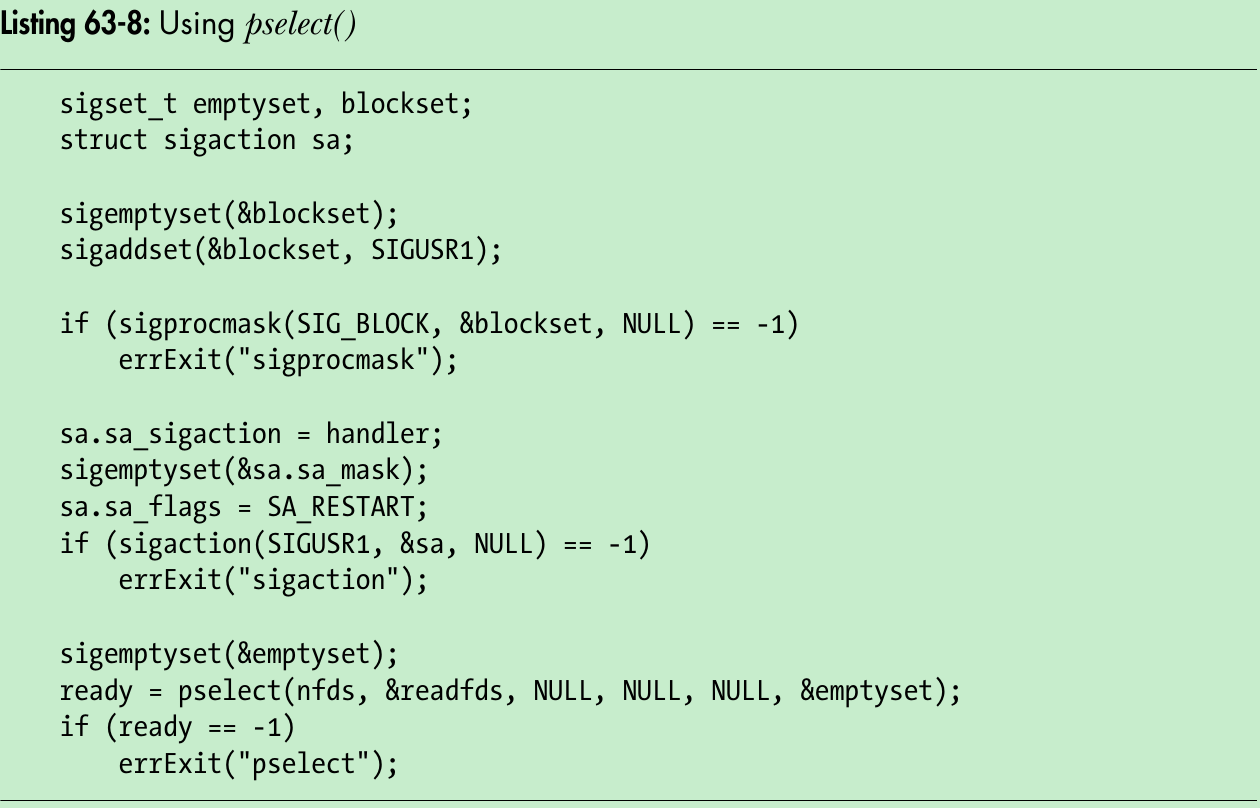 Listing 63-8: Using pselect()
sigset_t emptyset, blockset;
struct sigaction sa;
sigemptyset(&blockset);
sigaddset(&blockset, SIGUSR1);
if (sigprocmask(SIG_BLOCK, &blockset, NULL) == -1)
    errExit("sigprocmask");
sa.sa_sigaction = handler;
sigemptyset(&sa.sa_mask);
sa.sa_flags = SA_RESTART;
if (sigaction(SIGUSR1, &sa, NULL) == -1)
    errExit("sigaction");
sigemptyset(&emptyset);
ready = pselect(nfds, &readfds, NULL, NULL, NULL, &emptyset);
if (ready == -1)
    errExit("pselect");